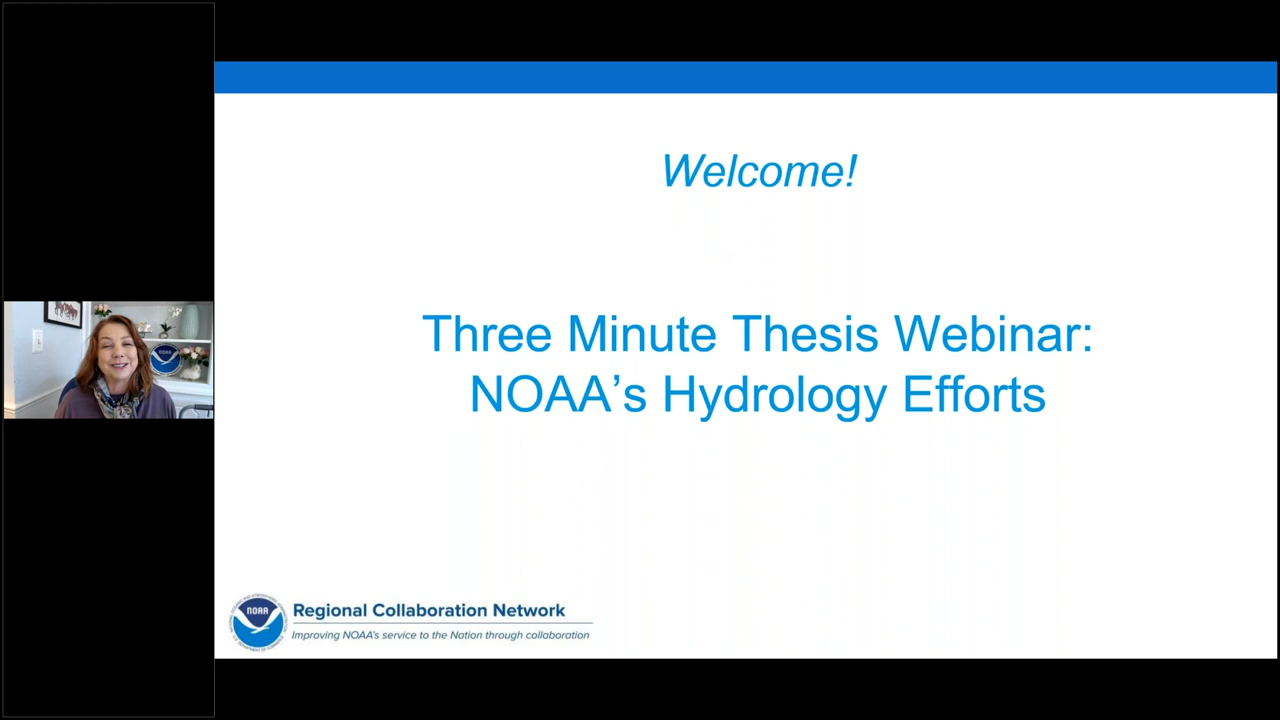 Welcome!
Three Minute Thesis Webinar:
NOAA's Hydrology Efforts
NOAA
Regional Collaboration Network
Improving NOAA's service to the Nation through collaboration
NOAA